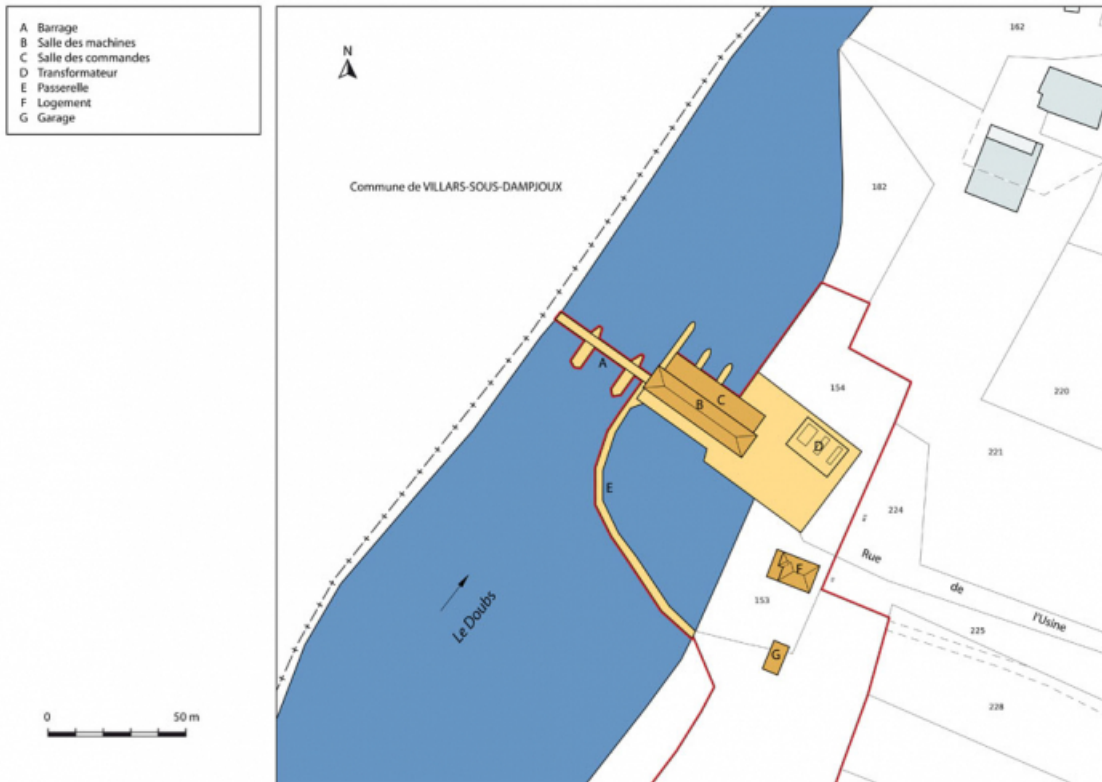 A Barrage
B Salle des machines
C Salle des commandes
D Transformateur
E Passerelle
F Logement
G Garage
N
162
Commune de VILLARS-SOUS-DAMPJOUX
182
A
C
B
154
220
D
221
E
224
F
Rue de l'Usine
153
225
Le Doubs
G
228
0 50 m